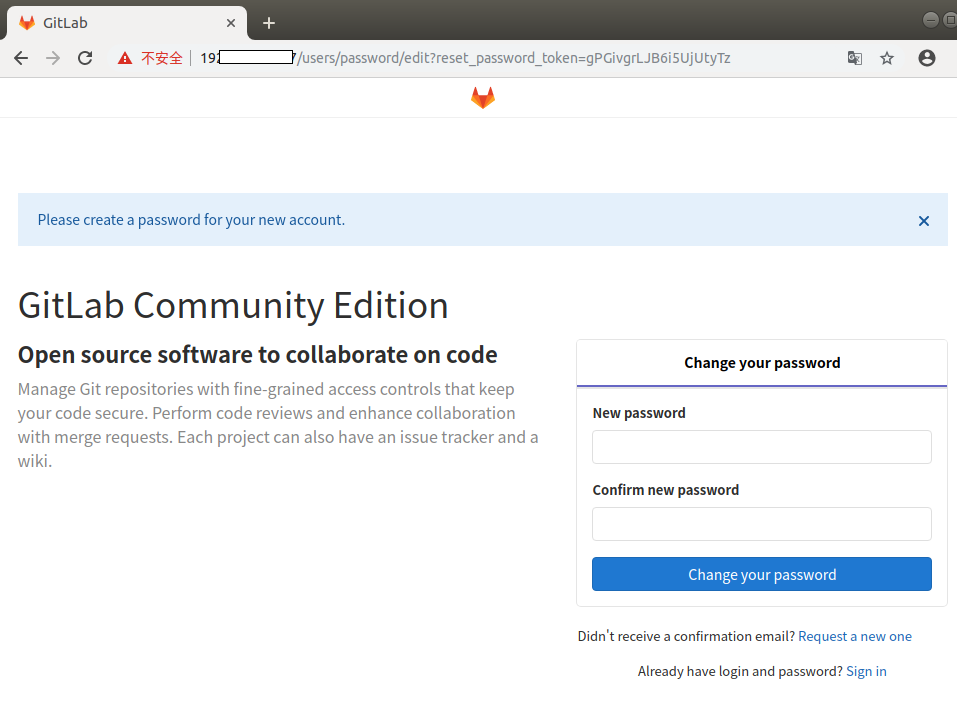 GitLab
不安全
192 7/users/password/edit?reset_password_token=gPGivgrLJB6i5UjUtyTz
Please create a password for your new account.
GitLab Community Edition
Open source software to collaborate on code
Manage Git repositories with fine-grained access controls that keep
your code secure. Perform code reviews and enhance collaboration
with merge requests. Each project can also have an issue tracker and a
wiki.
Change your password
New password
Confirm new password
Change your password
Didn't receive a confirmation email? Request a new one
Already have login and password? Sign in